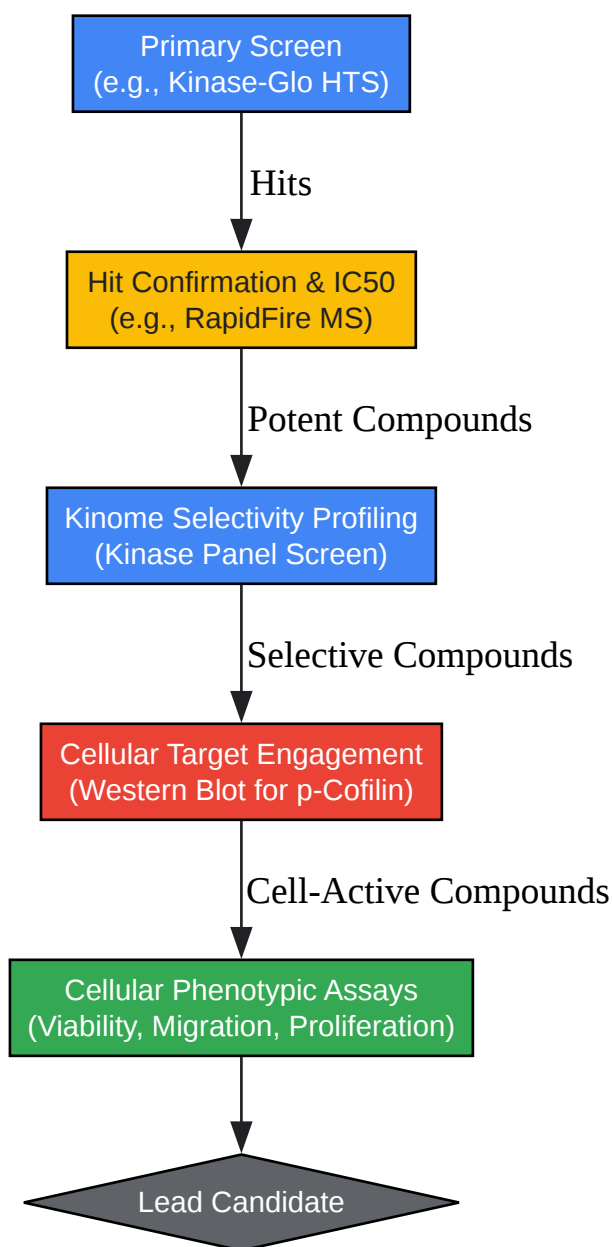 Primary Screen
(e.g., Kinase-Glo HTS)
Hits
Hit Confirmation & IC50
(e.g., RapidFire MS)
Potent Compounds
Kinome Selectivity Profiling
(Kinase Panel Screen)
Selective Compounds
Cellular Target Engagement
(Western Blot for p-Cofilin)
Cell-Active Compounds
Cellular Phenotypic Assays
(Viability, Migration, Proliferation)
Lead Candidate